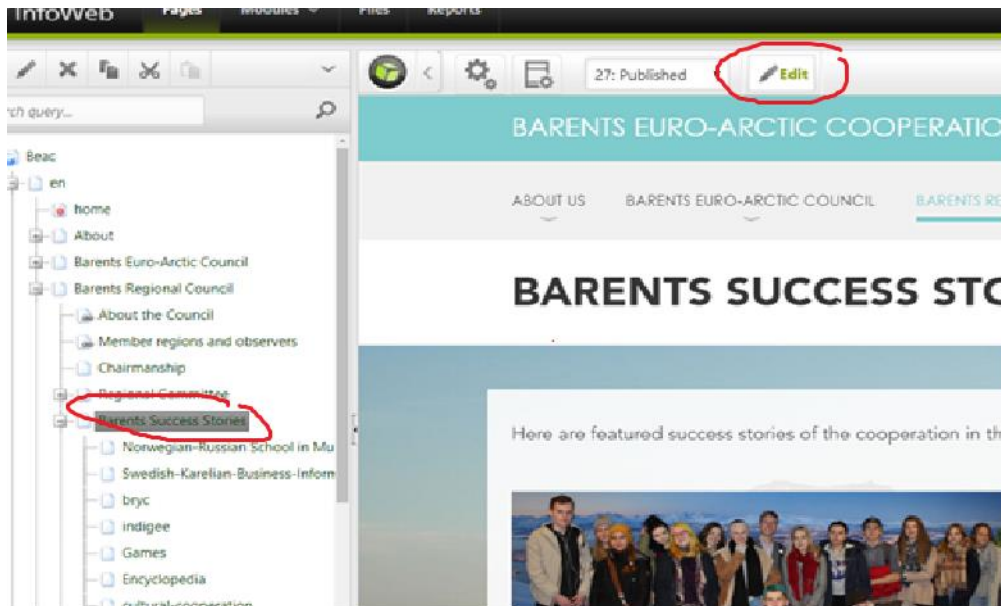 InfoWeb Pages Modules Files Reports
27: Published Edit
rch query...
BARENTS EURO-ARCTIC COOPERATIO
Beac
en
home
About
Barents Euro-Arctic Council
Barents Regional Council
About the Council
Member regions and observers
Chairmanship
Regional Committee
Barents Success Stories
Norwegian-Russian School in Mu
Swedish-Karelian-Business-Inform
bryc
indigee
Games
Encyclopedia
cultural-cooperation
ABOUT US BARENTS EURO-ARCTIC COUNCIL BARENTS RE
BARENTS SUCCESS STO
Here are featured success stories of the cooperation in th